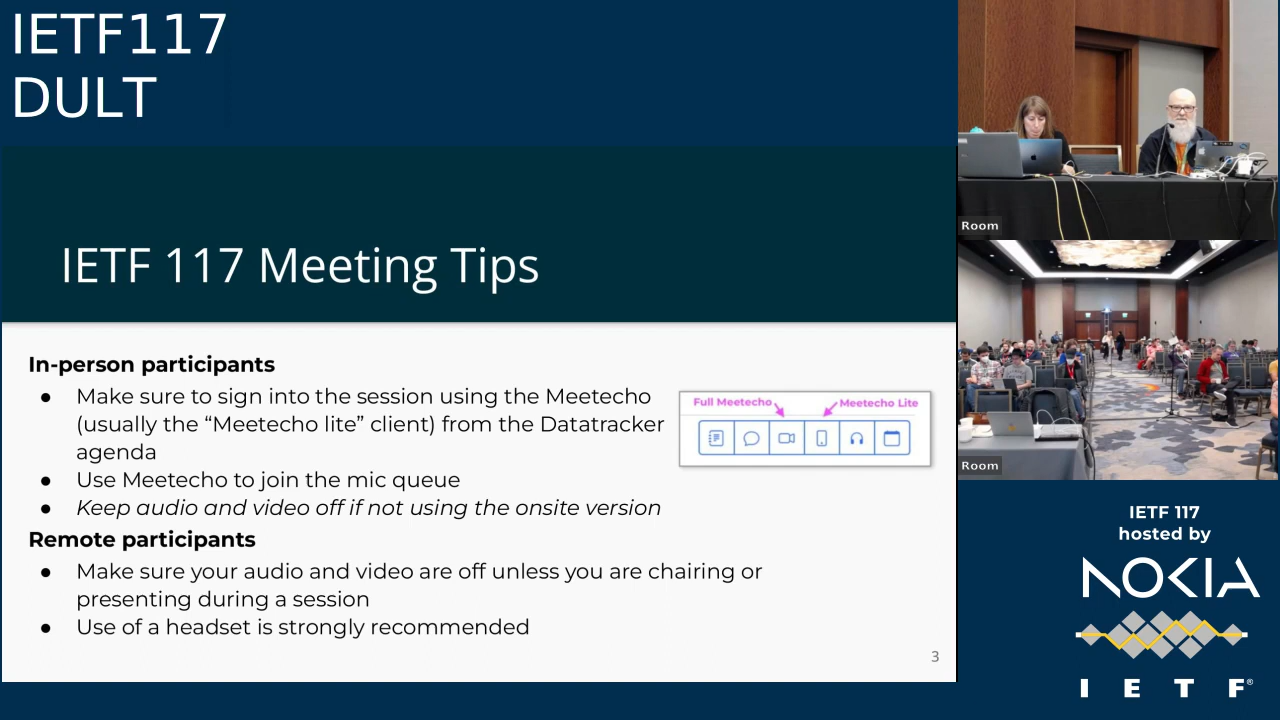 IETF117
DULT
IETF 117 Meeting Tips
In-person participants
● Make sure to sign into the session using the Meetecho
(usually the “Meetecho lite” client) from the Datatracker
agenda
● Use Meetecho to join the mic queue
● Keep audio and video off if not using the onsite version
Full Meetecho
Meetecho Lite
Remote participants
● Make sure your audio and video are off unless you are chairing or
presenting during a session
● Use of a headset is strongly recommended
3
Room
Room
IETF 117
hosted by
NOKIA
I E T F®